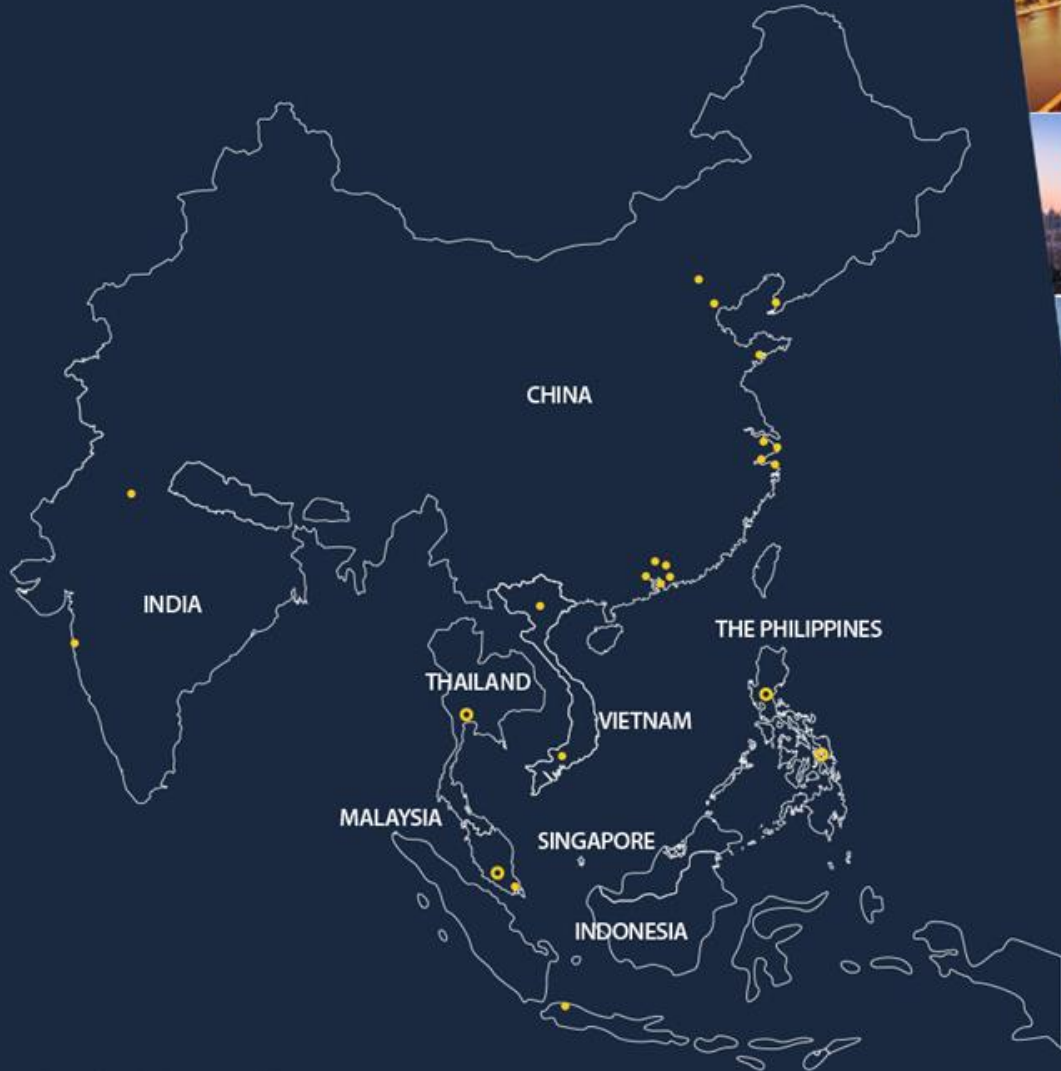 CHINA
INDIA
THE PHILIPPINES
THAILAND
VIETNAM
MALAYSIA
SINGAPORE
INDONESIA